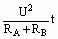 U²/(R_A + R_B) t